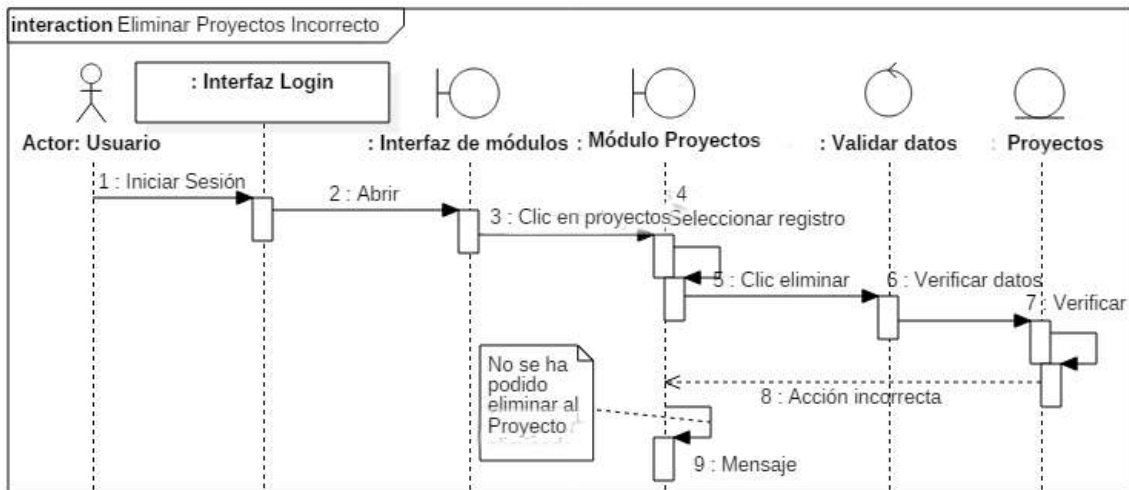 interaction Eliminar Proyectos Incorrecto
: Interfaz Login
Actor: Usuario
: Interfaz de módulos
: Módulo Proyectos
: Validar datos
: Proyectos
1 : Iniciar Sesión
2 : Abrir
3 : Clic en proyectos
4
Seleccionar registro
5 : Clic eliminar
6 : Verificar datos
7 : Verificar
No se ha
podido
eliminar al
Proyecto
8 : Acción incorrecta
9 : Mensaje